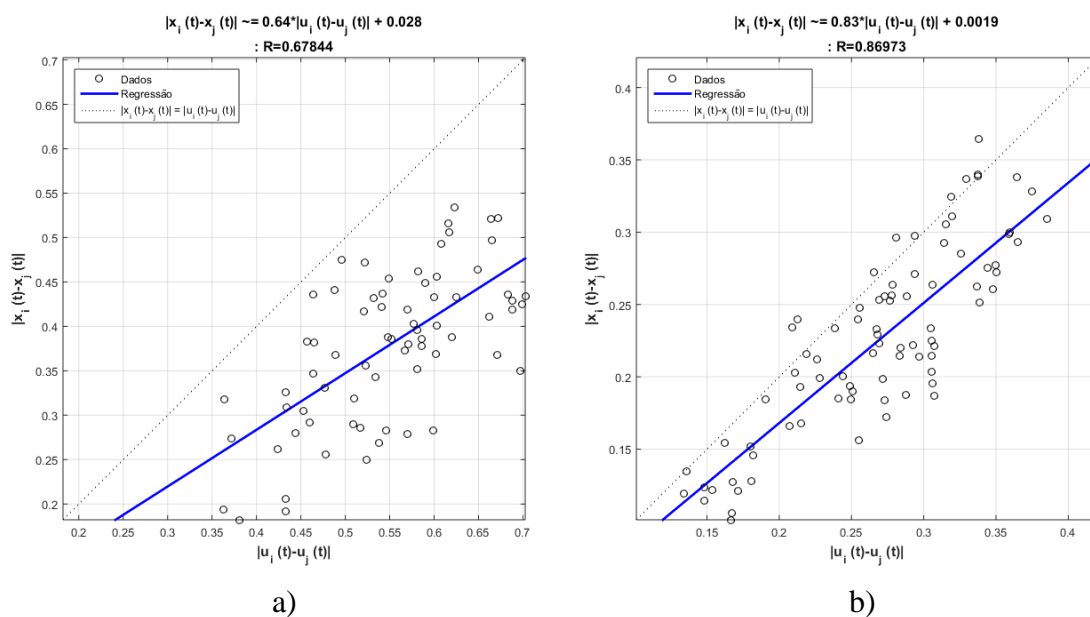 |x_i (t)-x_j (t)| ~= 0.64*|u_i (t)-u_j (t)| + 0.028
: R=0.67844
Dados
Regressão
|x_i (t)-x_j (t)| = |u_i (t)-u_j (t)|
0.7
0.65
0.6
0.55
0.5
0.45
0.4
0.35
0.3
0.25
0.2
|x_i (t)-x_j (t)|
0.2 0.25 0.3 0.35 0.4 0.45 0.5 0.55 0.6 0.65 0.7
|u_i (t)-u_j (t)|
a)
|x_i (t)-x_j (t)| ~= 0.83*|u_i (t)-u_j (t)| + 0.0019
: R=0.86973
Dados
Regressão
|x_i (t)-x_j (t)| = |u_i (t)-u_j (t)|
0.4
0.35
0.3
0.25
0.2
0.15
|x_i (t)-x_j (t)|
0.15 0.2 0.25 0.3 0.35 0.4
|u_i (t)-u_j (t)|
b)